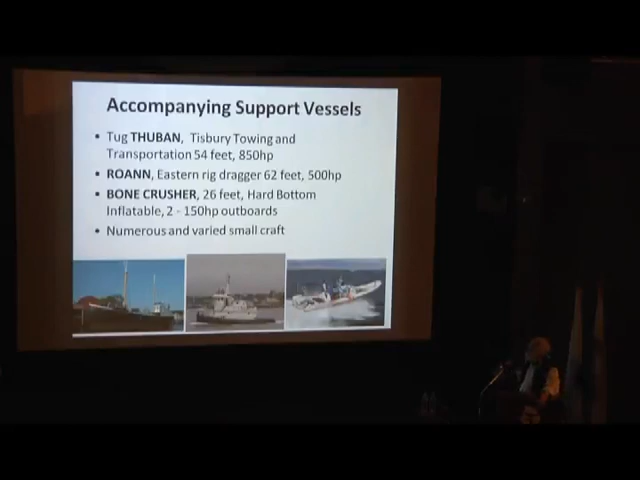 Accompanying Support Vessels
• Tug THUBAN, Tisbury Towing and
Transportation 54 feet, 850hp
• ROANN, Eastern rig dragger 62 feet, 500hp
• BONE CRUSHER, 26 feet, Hard Bottom
Inflatable, 2 - 150hp outboards
• Numerous and varied small craft